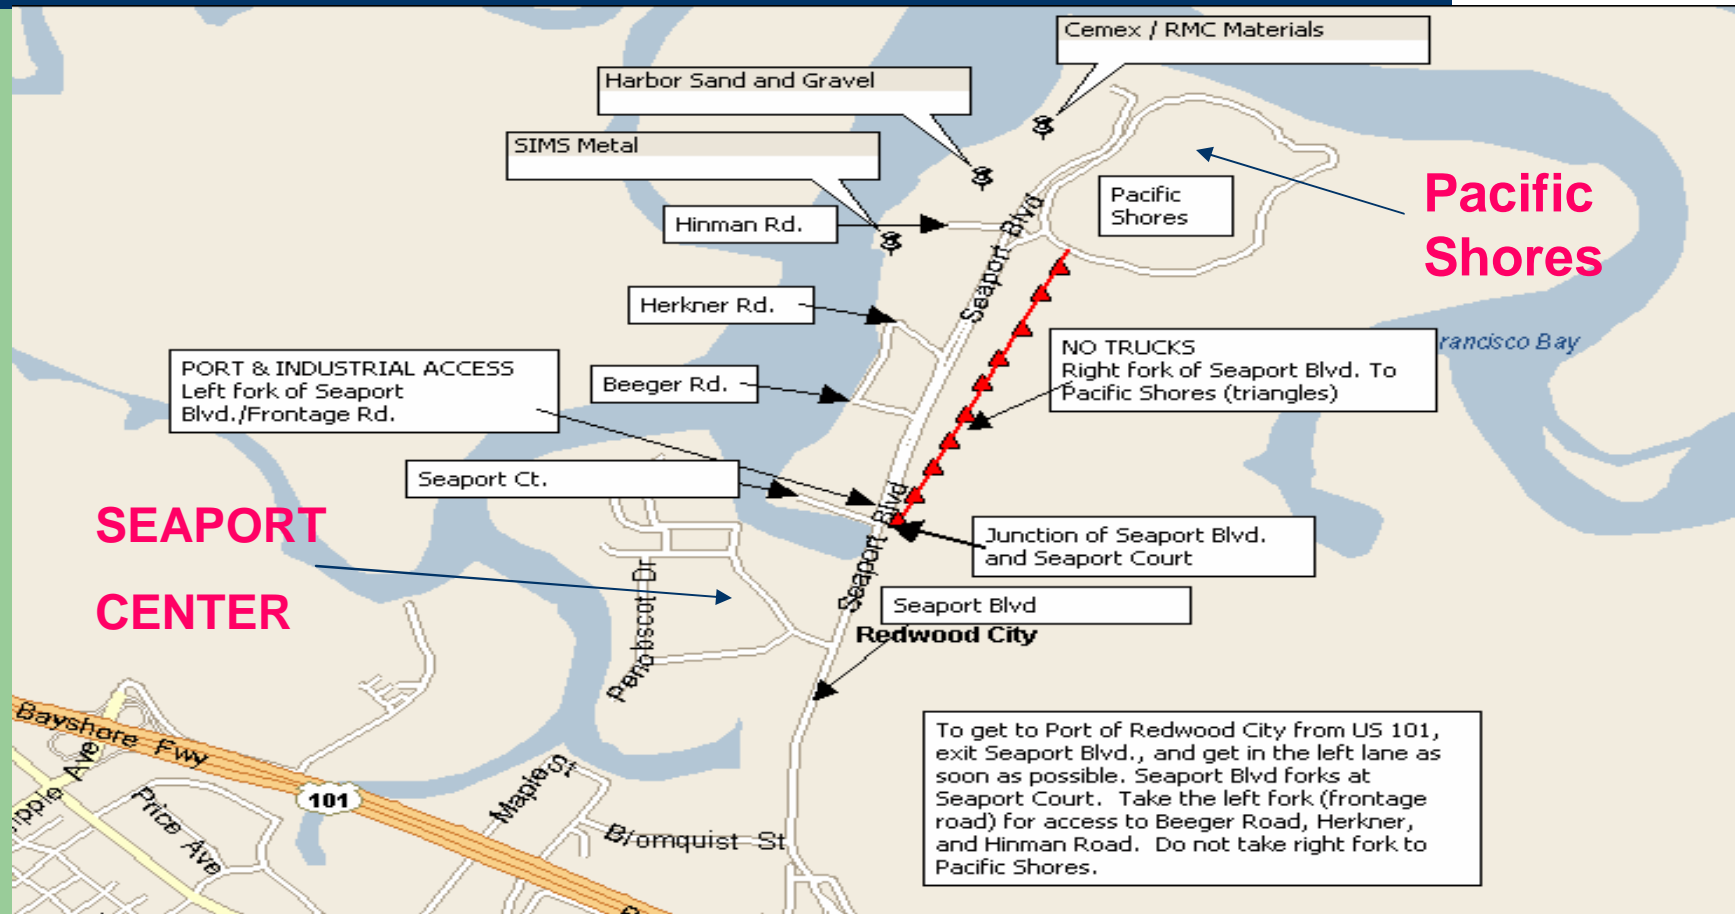 Cemex / RMC Materials
Harbor Sand and Gravel
SIMS Metal
Pacific
Shores
Pacific
Shores
Hinman Rd.
Seaport Blvd
Herkner Rd.
NO TRUCKS
Right fork of Seaport Blvd. To
Pacific Shores (triangles)
rancisco Bay
PORT & INDUSTRIAL ACCESS
Left fork of Seaport
Blvd./Frontage Rd.
Beeger Rd.
Seaport Ct.
SEAPORT
CENTER
Seaport Blvd
Junction of Seaport Blvd.
and Seaport Court
Penobscot Dr
Seaport Blvd
Redwood City
To get to Port of Redwood City from US 101,
exit Seaport Blvd., and get in the left lane as
soon as possible. Seaport Blvd forks at
Seaport Court.  Take the left fork (frontage
road) for access to Beeger Road, Herkner,
and Hinman Road.  Do not take right fork to
Pacific Shores.
Bayshore Fwy
101
ipple Ave
Price Ave
Maple St
Blomquist St